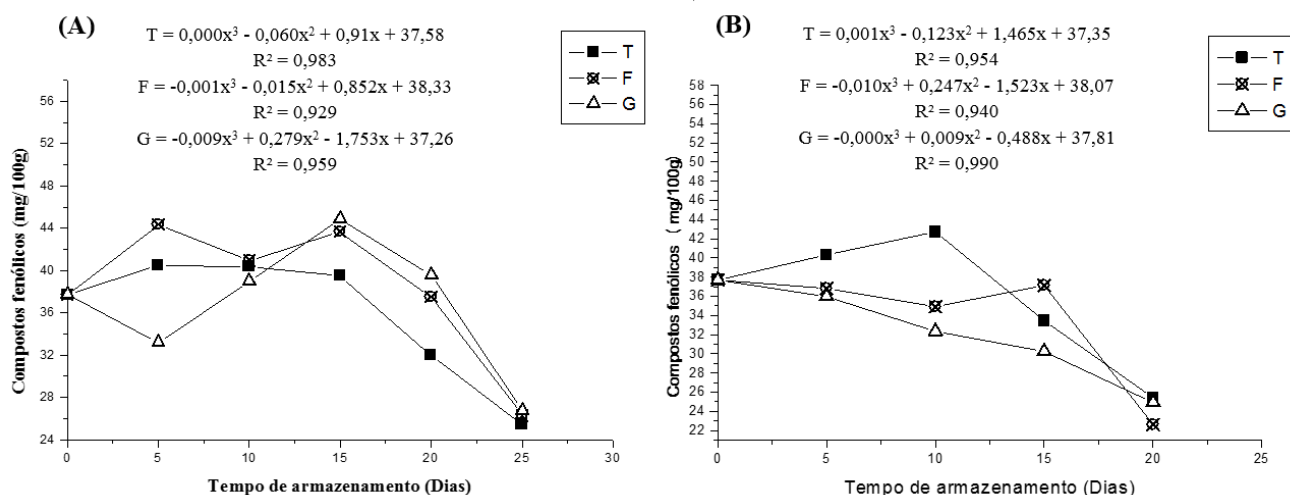 (A)
T = 0,000x³ - 0,060x² + 0,91x + 37,58
R² = 0,983
F = -0,001x³ - 0,015x² + 0,852x + 38,33
R² = 0,929
G = -0,009x³ + 0,279x² - 1,753x + 37,26
R² = 0,959
T
F
G
Compostos fenólicos (mg/100g)
56
52
48
44
40
36
32
28
24
0 5 10 15 20 25 30
Tempo de armazenamento (Dias)
(B)
T = 0,001x³ - 0,123x² + 1,465x + 37,35
R² = 0,954
F = -0,010x³ + 0,247x² - 1,523x + 38,07
R² = 0,940
G = -0,000x³ + 0,009x² - 0,488x + 37,81
R² = 0,990
T
F
G
Compostos fenólicos ( mg/100g)
58
56
54
52
50
48
46
44
42
40
38
36
34
32
30
28
26
24
22
0 5 10 15 20 25
Tempo de armazenamento (Dias)